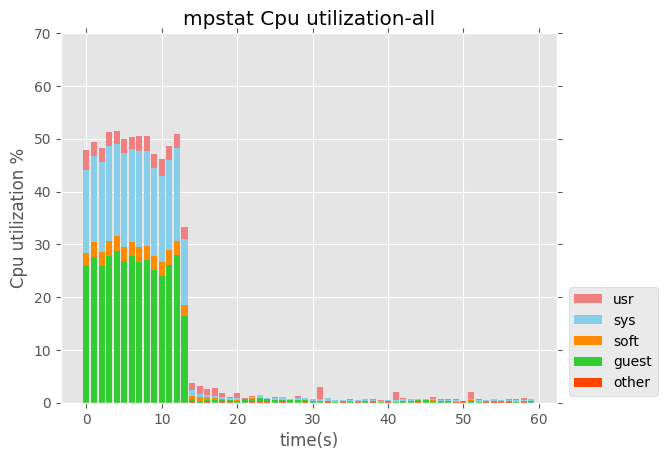 mpstat Cpu utilization-all
70
60
50
40
30
20
10
0
Cpu utilization %
0 10 20 30 40 50 60
time(s)
usr
sys
soft
guest
other